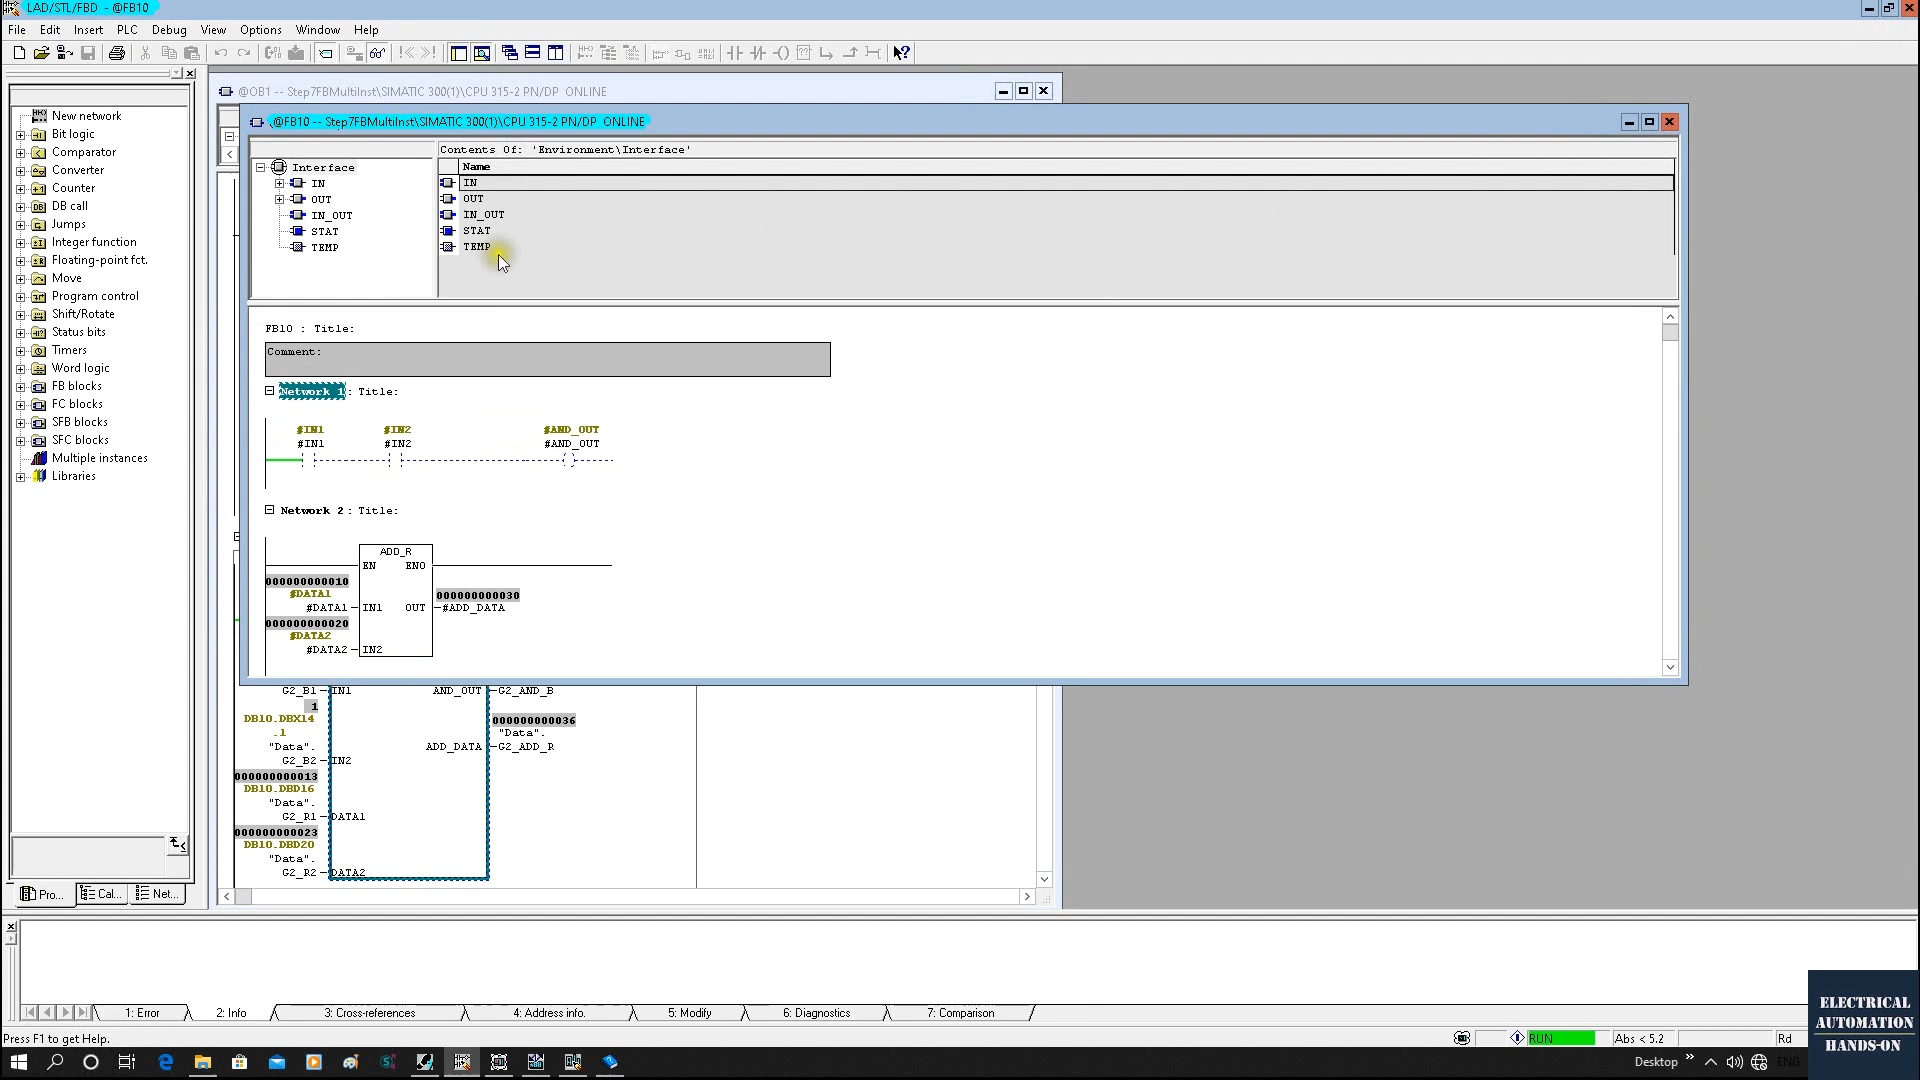 LAD/STL/FBD - @FB10
File Edit Insert PLC Debug View Options Window Help
@OB1 -- Step7FBMultiInst\SIMATIC 300(1)\CPU 315-2 PN/DP ONLINE
@FB10 -- Step7FBMultiInst\SIMATIC 300(1)\CPU 315-2 PN/DP ONLINE
New network
Bit logic
Comparator
Converter
Counter
DB call
Jumps
Integer function
Floating-point fct.
Move
Program control
Shift/Rotate
Status bits
Timers
Word logic
FB blocks
FC blocks
SFB blocks
SFC blocks
Multiple instances
Libraries
Pro... Cal... Net...
Interface
IN
OUT
IN_OUT
STAT
TEMP
Contents Of: 'Environment\Interface'
Name
IN
OUT
IN_OUT
STAT
TEMP
FB10 : Title:
Comment:
Network 1: Title:
#IN1 #IN2 #AND_OUT
#IN1 #IN2 #AND_OUT
Network 2: Title:
ADD_R
EN ENO
000000000010
#DATA1 000000000030
#DATA1 IN1 OUT #ADD_DATA
000000000020
#DATA2
#DATA2 IN2
G2_B1 IN1 AND_OUT G2_AND_B
1
DB10.DBX14 000000000036
.1 "Data".
"Data". ADD_DATA G2_ADD_R
G2_B2 IN2
000000000013
DB10.DBD16
"Data".
G2_R1 DATA1
000000000023
DB10.DBD20
"Data".
G2_R2 DATA2
1: Error 2: Info 3: Cross-references 4: Address info. 5: Modify 6: Diagnostics 7: Comparison
Press F1 to get Help.
RUN Abs < 5.2 Rd
Desktop ENG
ELECTRICAL
AUTOMATION
HANDS-ON